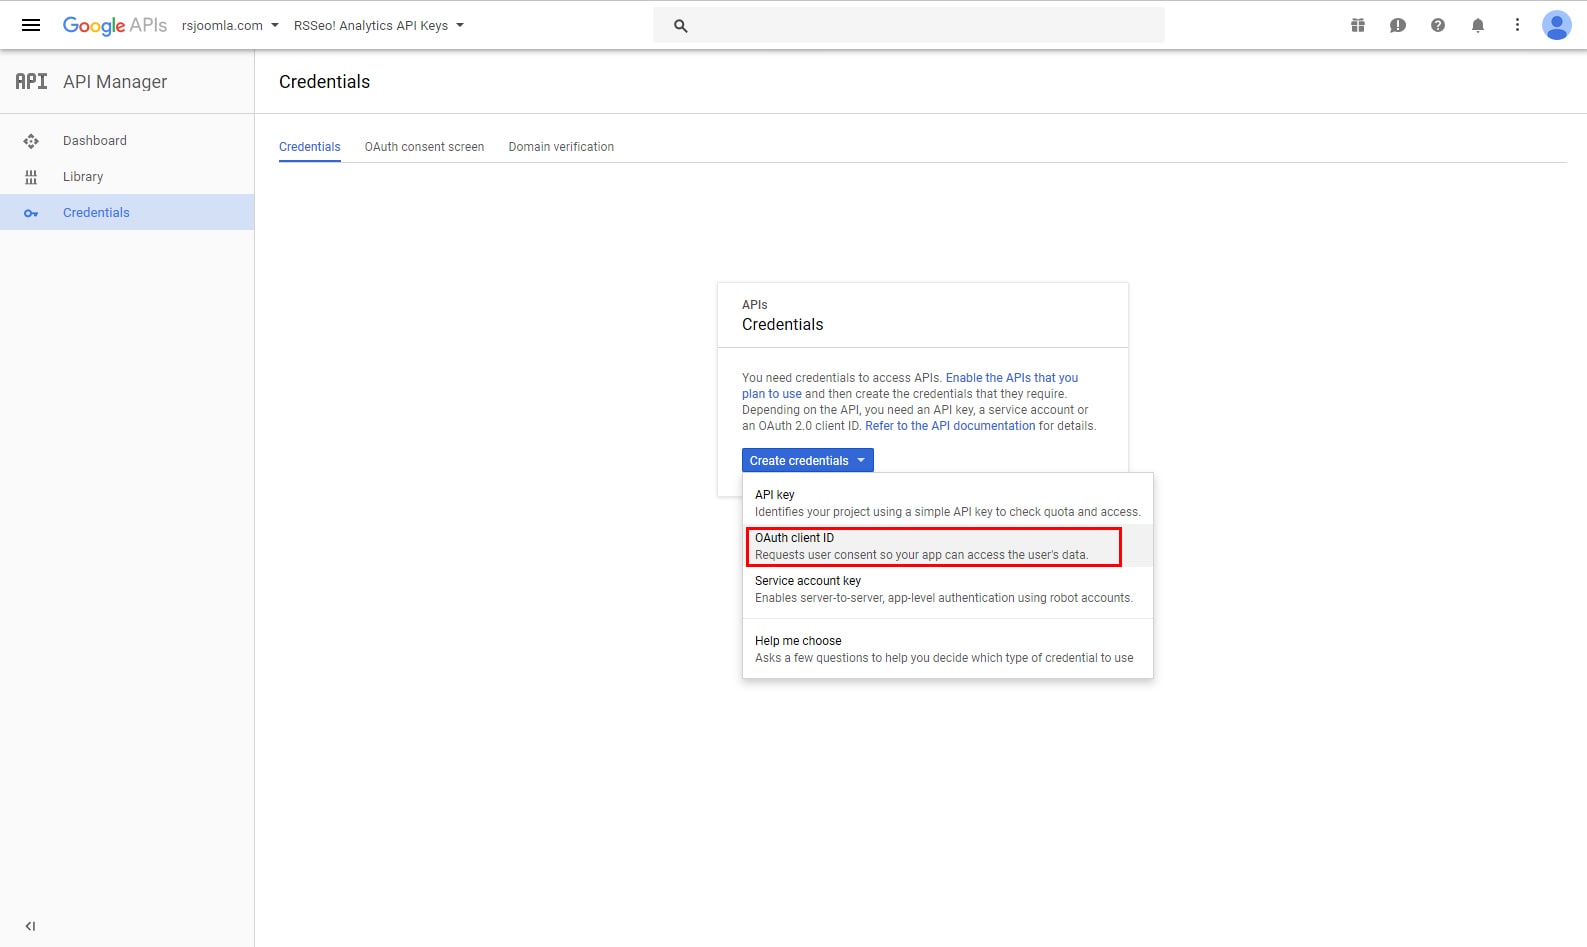 Google APIs rsjoomla.com RSSeo! Analytics API Keys
API API Manager
Credentials
Dashboard
Library
Credentials
Credentials OAuth consent screen Domain verification
APIs
Credentials
You need credentials to access APIs. Enable the APIs that you
plan to use and then create the credentials that they require.
Depending on the API, you need an API key, a service account or
an OAuth 2.0 client ID. Refer to the API documentation for details.
Create credentials
API key
Identifies your project using a simple API key to check quota and access.
OAuth client ID
Requests user consent so your app can access the user's data.
Service account key
Enables server-to-server, app-level authentication using robot accounts.
Help me choose
Asks a few questions to help you decide which type of credential to use